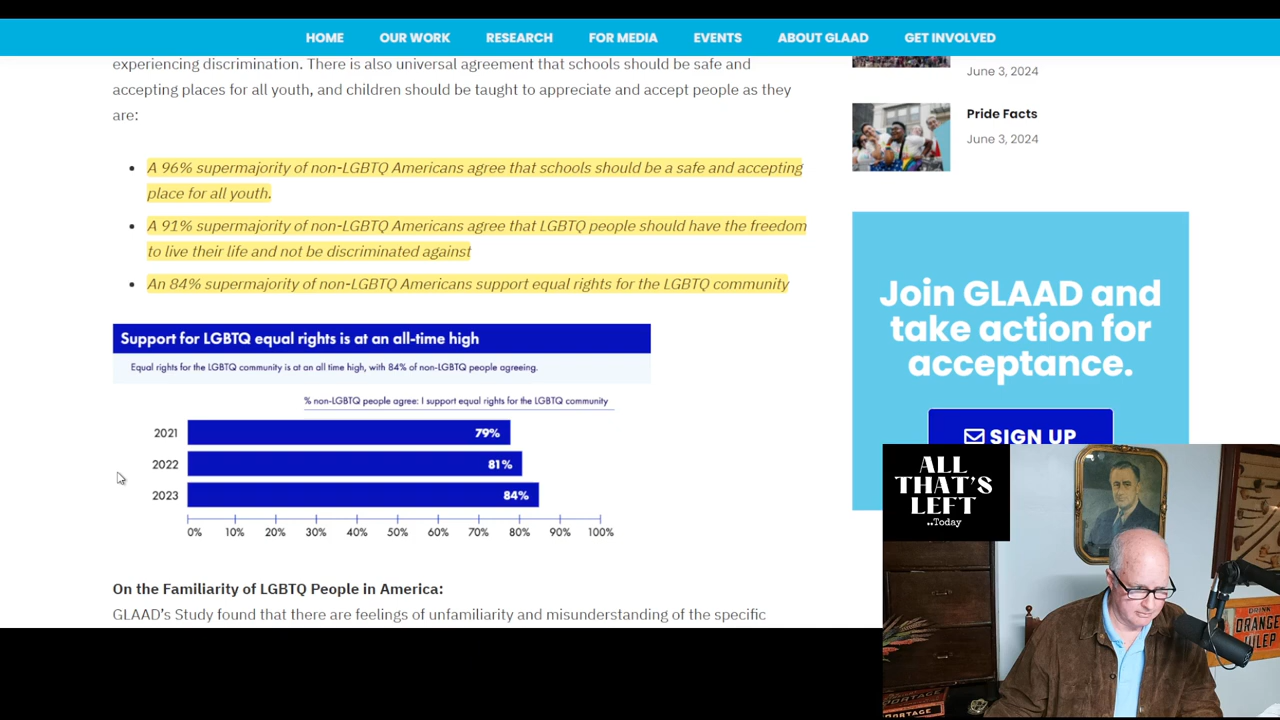 HOME OUR WORK RESEARCH FOR MEDIA EVENTS ABOUT GLAAD GET INVOLVED
experiencing discrimination. There is also universal agreement that schools should be safe and
accepting places for all youth, and children should be taught to appreciate and accept people as they
are:
A 96% supermajority of non-LGBTQ Americans agree that schools should be a safe and accepting
place for all youth.
A 91% supermajority of non-LGBTQ Americans agree that LGBTQ people should have the freedom
to live their life and not be discriminated against
An 84% supermajority of non-LGBTQ Americans support equal rights for the LGBTQ community
Support for LGBTQ equal rights is at an all-time high
Equal rights for the LGBTQ community is at an all time high, with 84% of non-LGBTQ people agreeing.
% non-LGBTQ people agree: I support equal rights for the LGBTQ community
2021 79%
2022 81%
2023 84%
0% 10% 20% 30% 40% 50% 60% 70% 80% 90% 100%
On the Familiarity of LGBTQ People in America:
GLAAD's Study found that there are feelings of unfamiliarity and misunderstanding of the specific
June 3, 2024
Pride Facts
June 3, 2024
Join GLAAD and
take action for
acceptance.
SIGN UP
ALL
THAT'S
LEFT
..Today
DRINK
ORANGE
JULEP